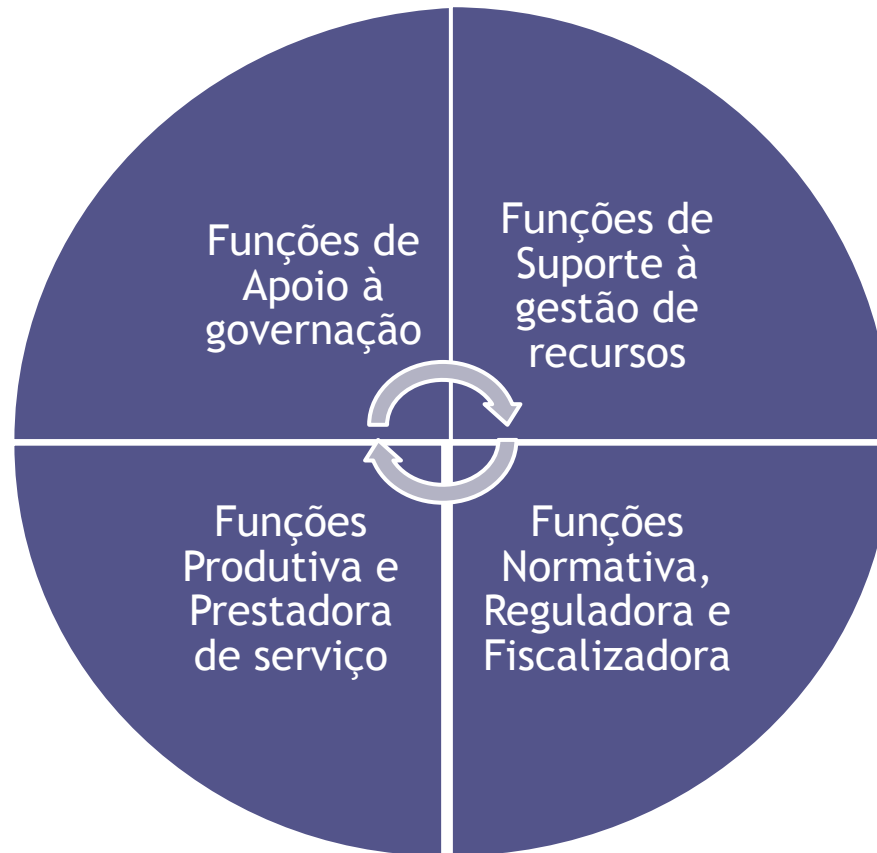 Funções de
Apoio à
governação
Funções de
Suporte à
gestão de
recursos
Funções
Produtiva e
Prestadora
de serviço
Funções
Normativa,
Reguladora e
Fiscalizadora